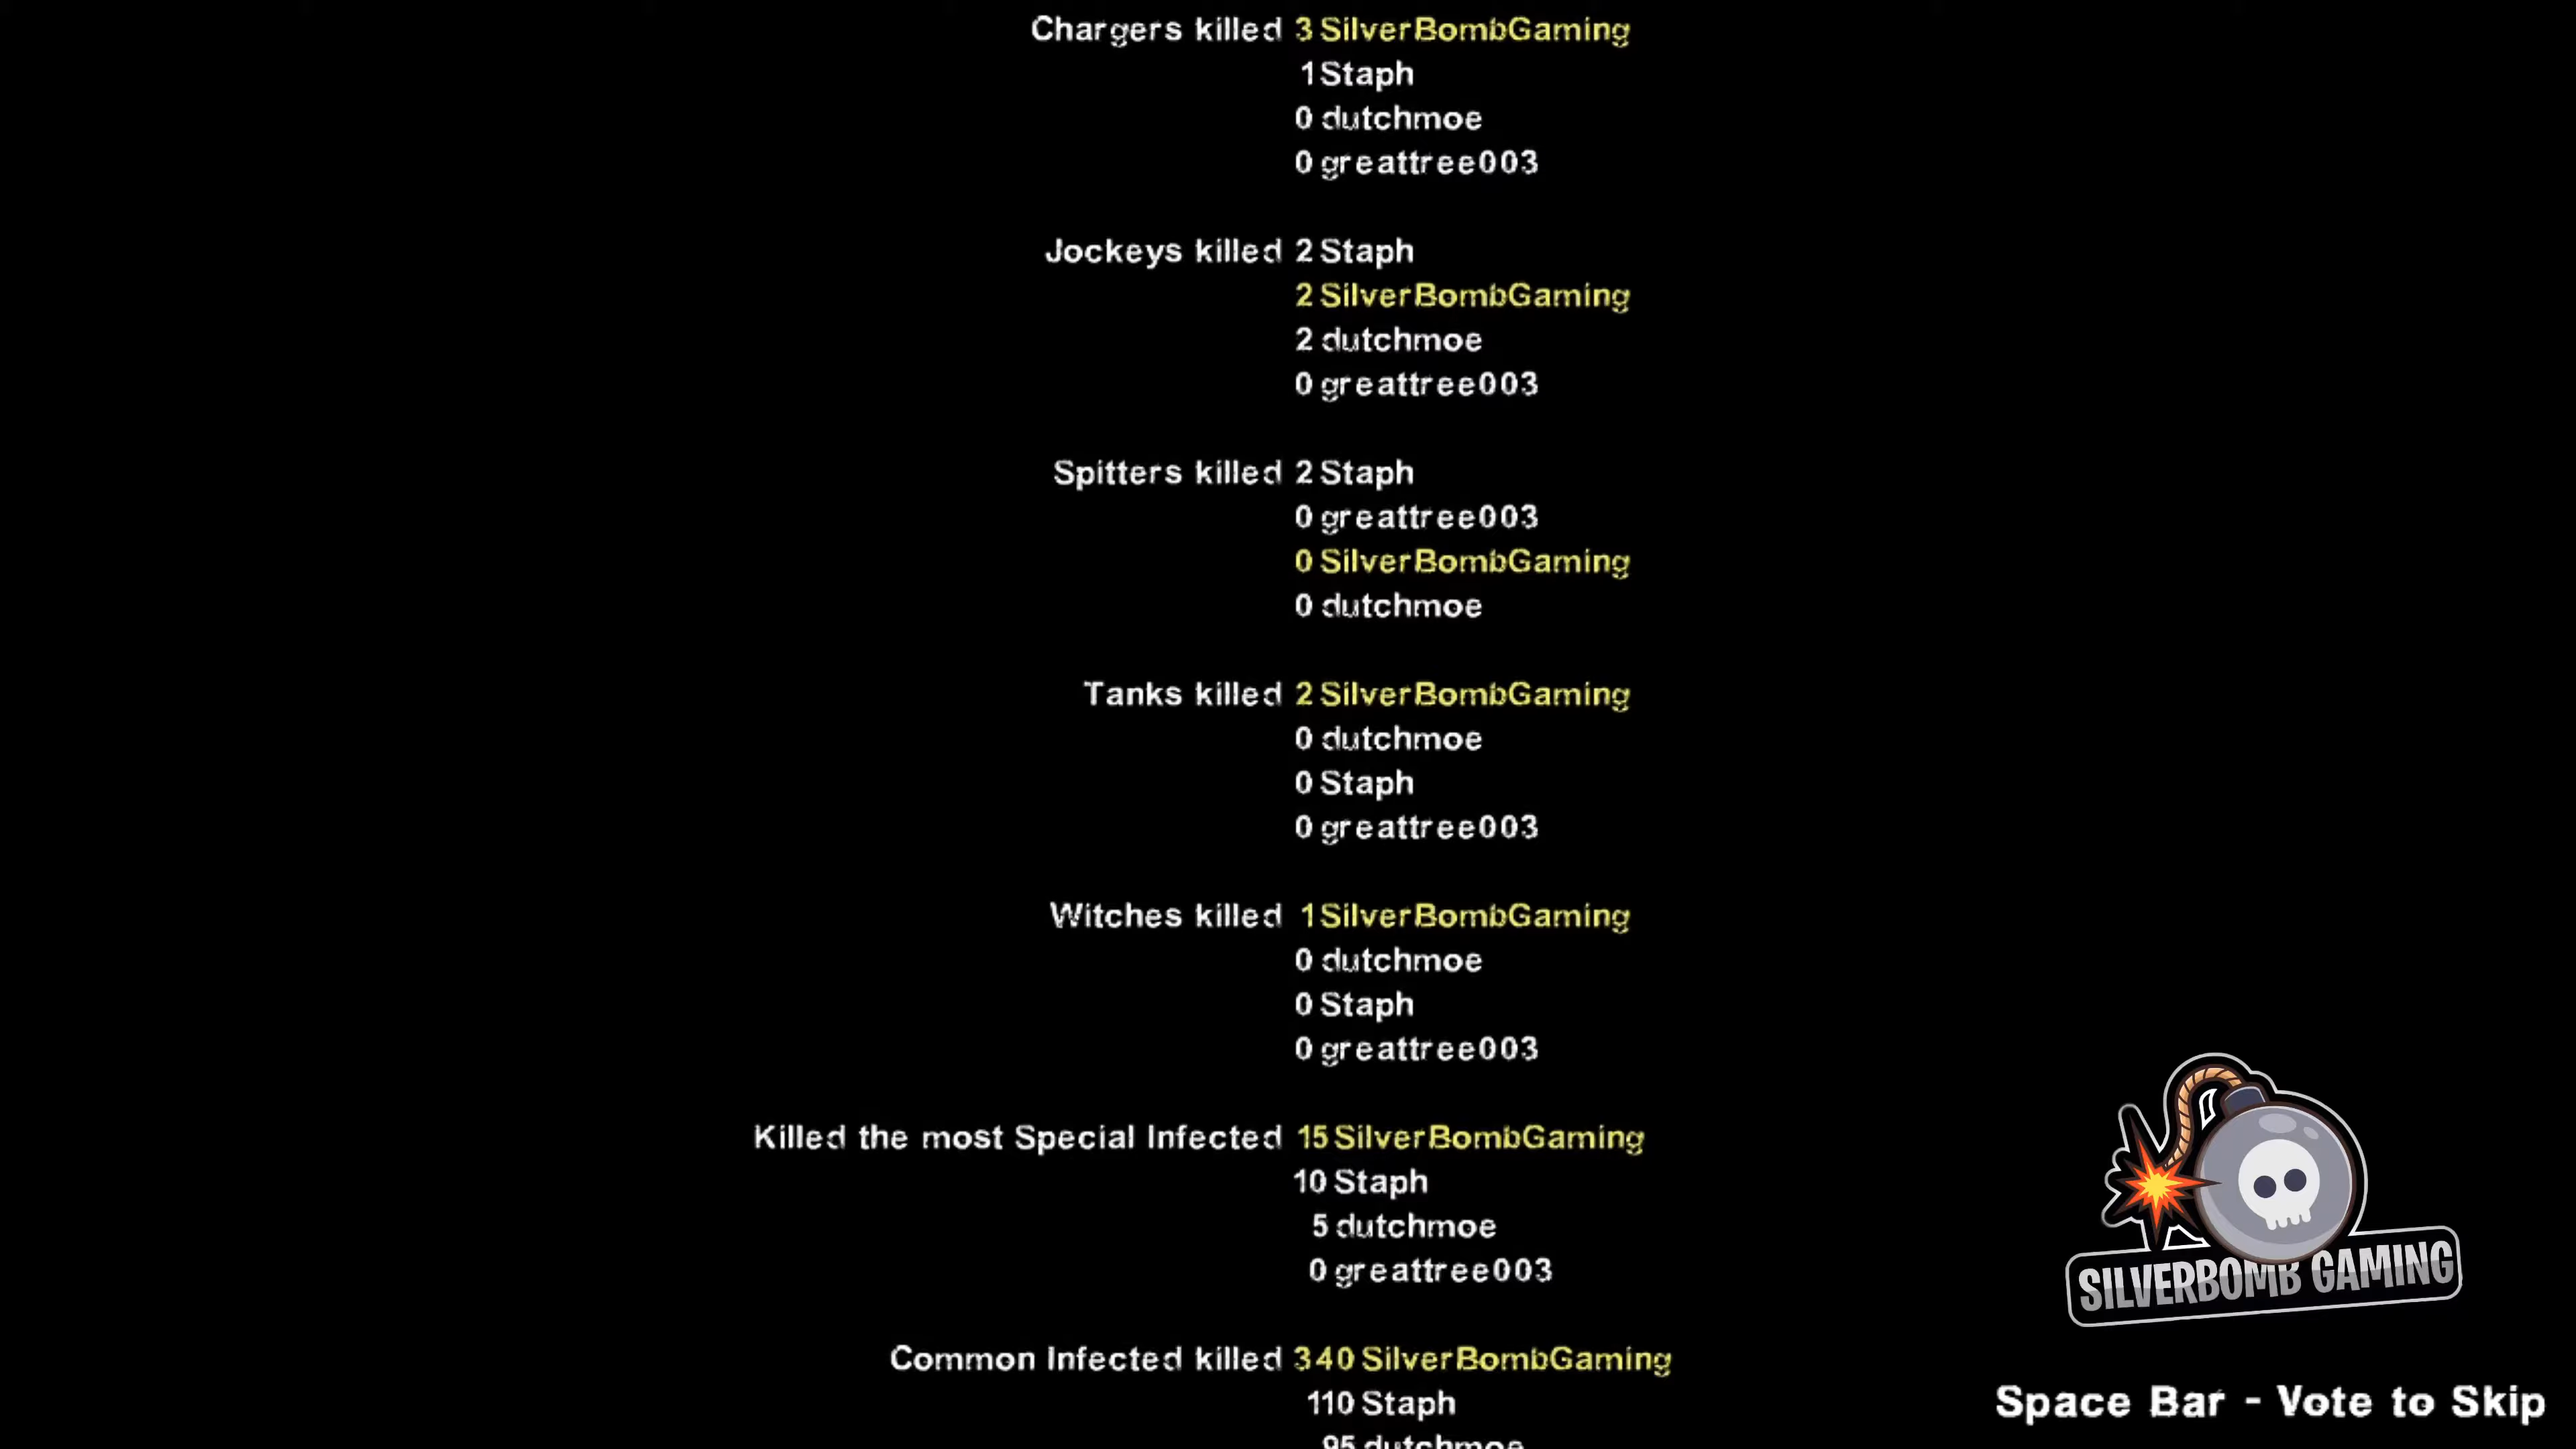 Chargers killed 3 SilverBombGaming
1 Staph
0 dutchmoe
0 greattree003
Jockeys killed 2 Staph
2 SilverBombGaming
2 dutchmoe
0 greattree003
Spitters killed 2 Staph
0 greattree003
0 SilverBombGaming
0 dutchmoe
Tanks killed 2 SilverBombGaming
0 dutchmoe
0 Staph
0 greattree003
Witches killed 1 SilverBombGaming
0 dutchmoe
0 Staph
0 greattree003
Killed the most Special Infected 15 SilverBombGaming
10 Staph
5 dutchmoe
0 greattree003
Common Infected killed 340 SilverBombGaming
110 Staph
95 dutchmoe
SILVERBOMB GAMING
Space Bar - Vote to Skip